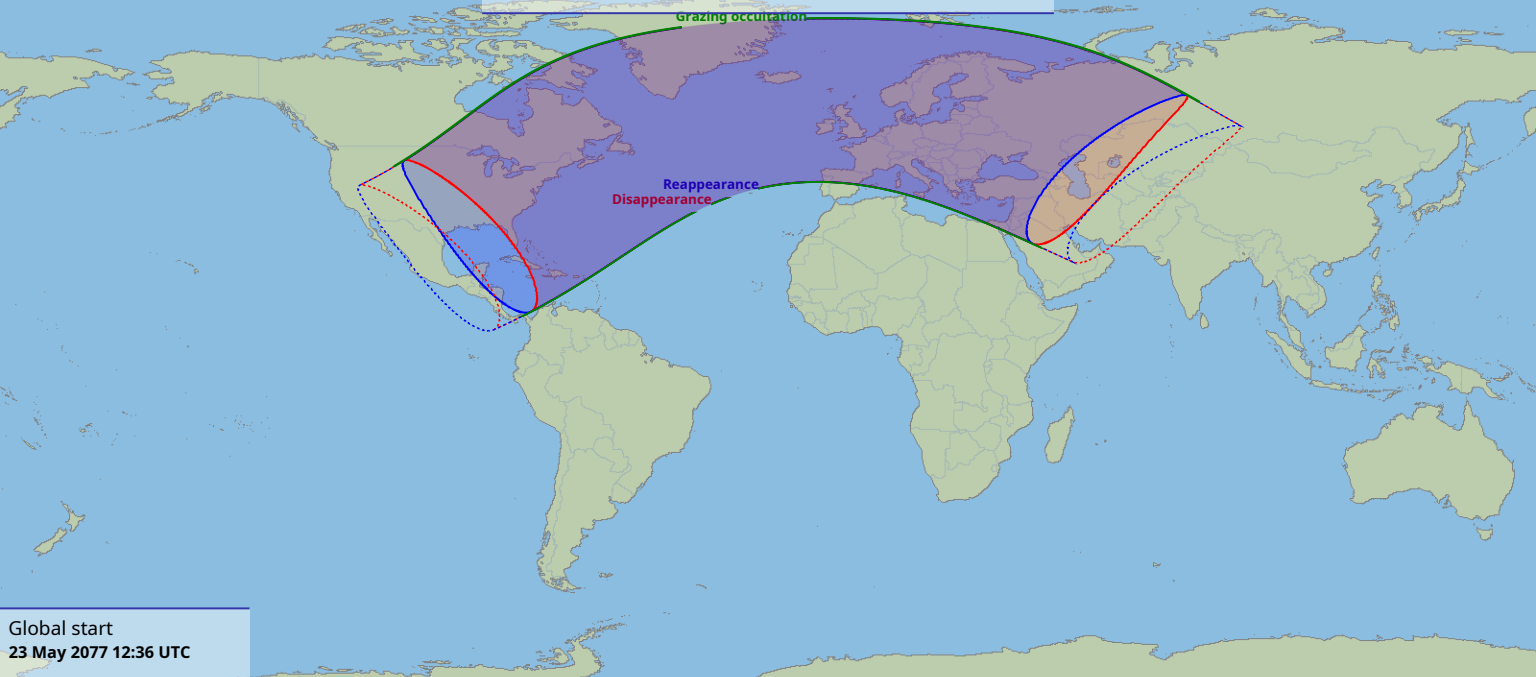 Grazing occultation
Reappearance
Disappearance
Global start
23 May 2077 12:36 UTC